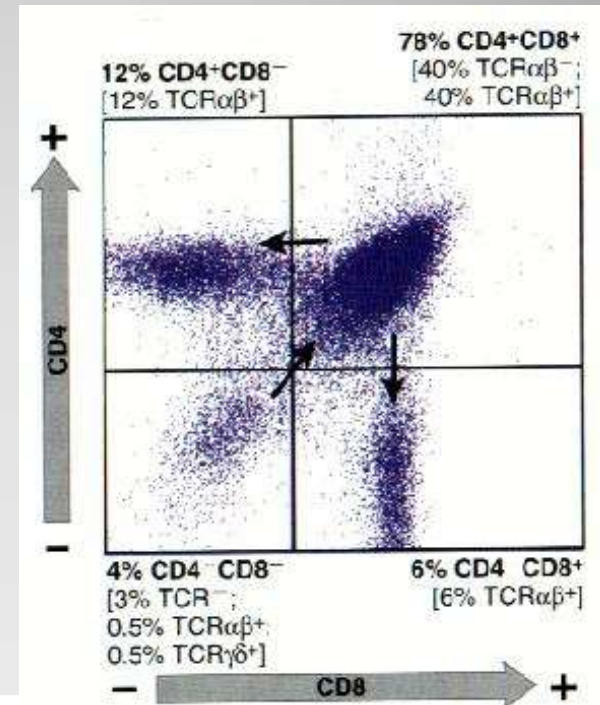 12% CD4⁺CD8⁻
[12% TCRαβ⁺]
78% CD4⁺CD8⁺
[40% TCRαβ⁻;
40% TCRαβ⁺]
+
CD4
−
4% CD4⁻CD8⁻
[3% TCR⁻;
0.5% TCRαβ⁺;
0.5% TCRγδ⁺]
6% CD4 CD8⁺
[6% TCRαβ⁺]
− CD8 +